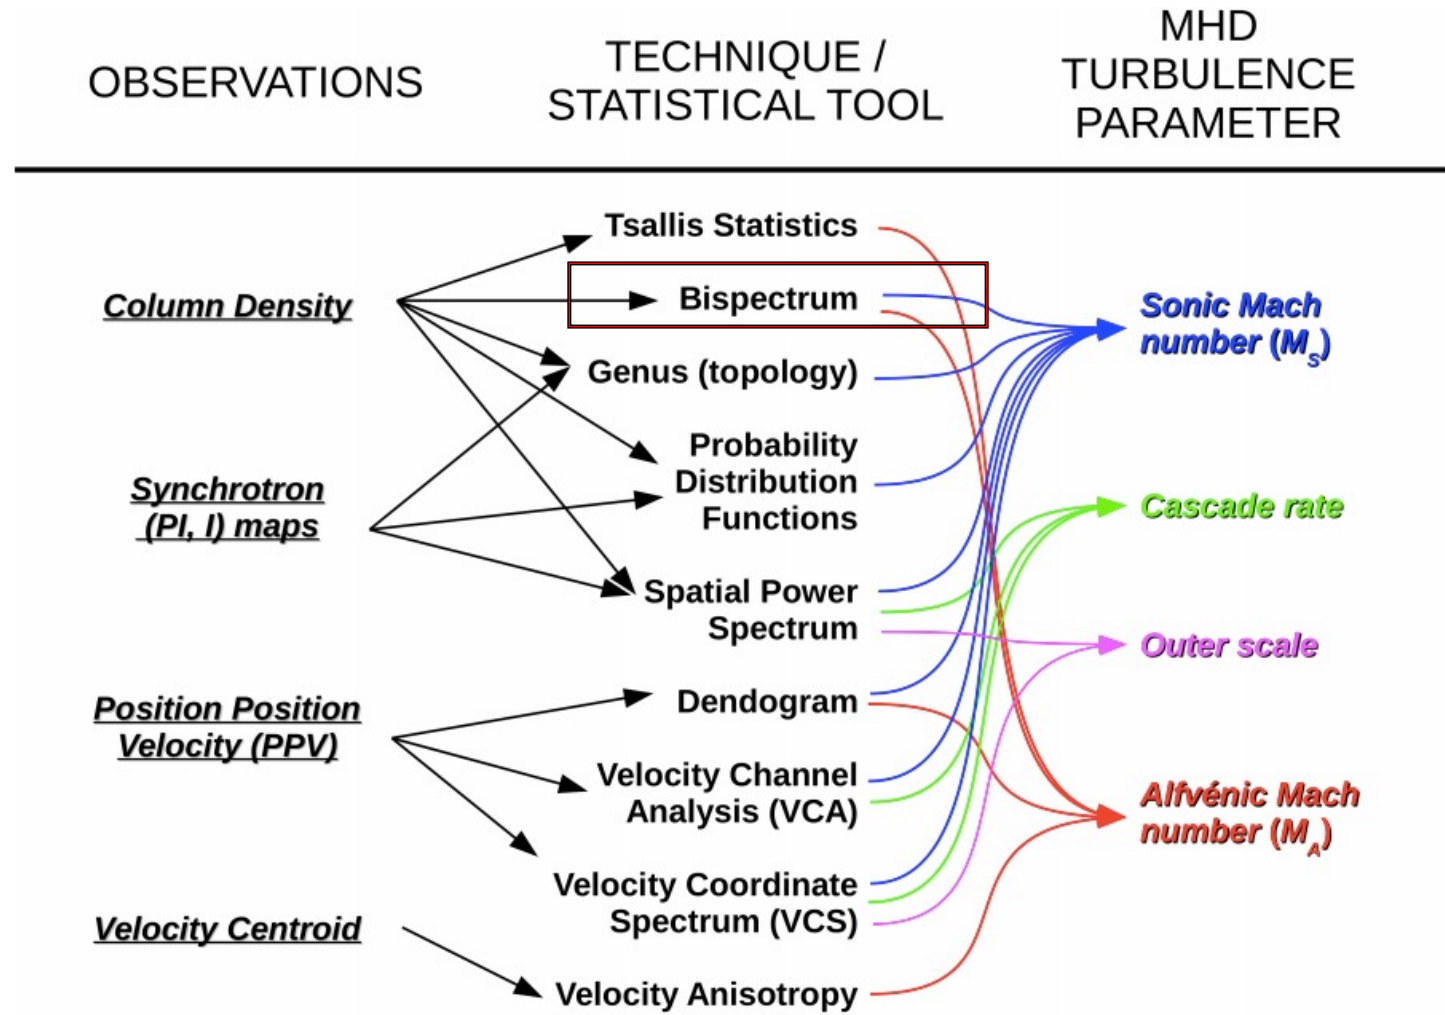 OBSERVATIONS
TECHNIQUE /
STATISTICAL TOOL
MHD
TURBULENCE
PARAMETER
Column Density
Synchrotron
(PI, I) maps
Position Position
Velocity (PPV)
Velocity Centroid
Tsallis Statistics
Bispectrum
Genus (topology)
Probability
Distribution
Functions
Spatial Power
Spectrum
Dendogram
Velocity Channel
Analysis (VCA)
Velocity Coordinate
Spectrum (VCS)
Velocity Anisotropy
Sonic Mach
number (MS)
Cascade rate
Outer scale
Alfvénic Mach
number (MA)